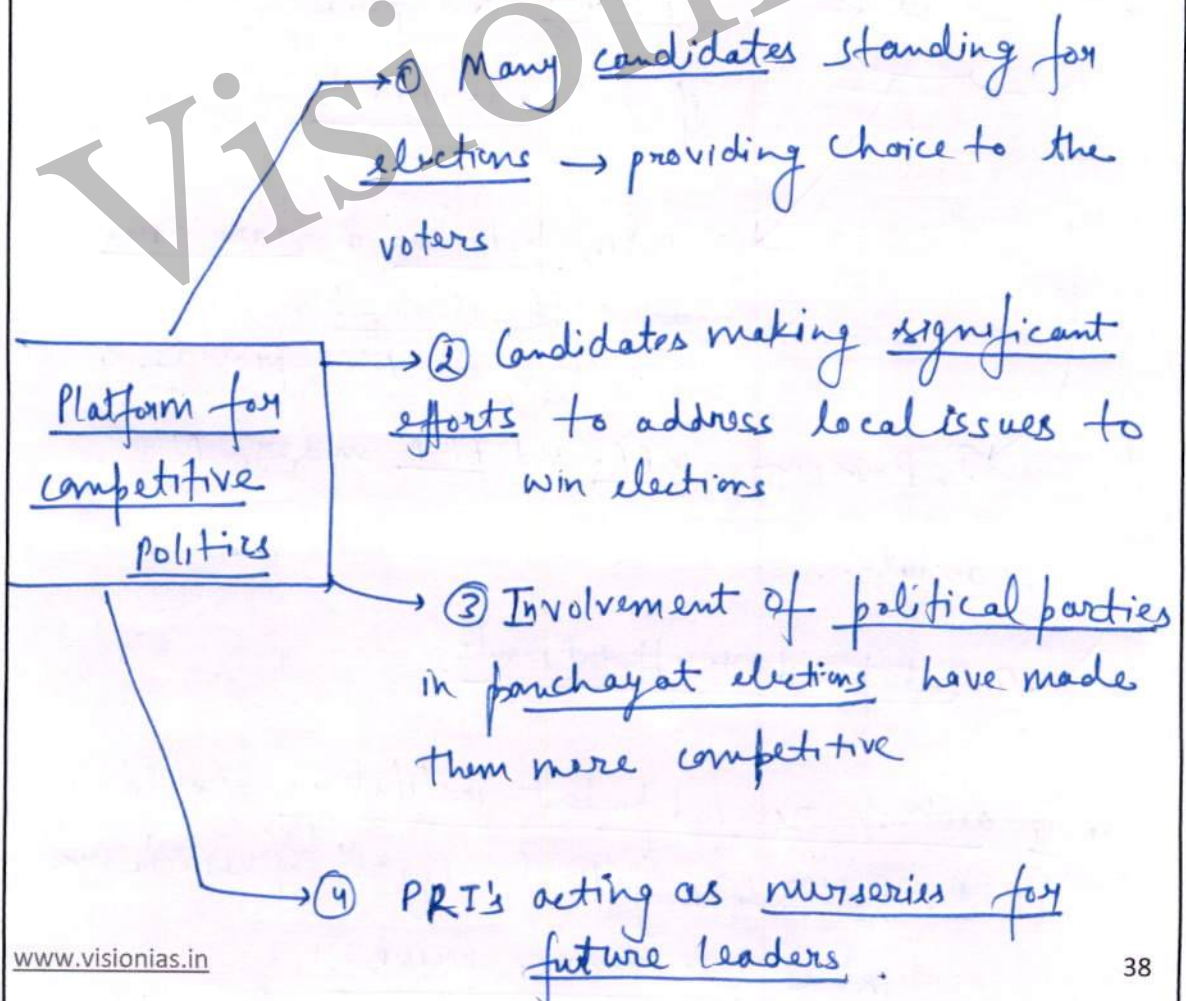 Vision
① Many candidates standing for
elections → providing choice to the
voters
Platform for
competitive
politics
② Candidates making significant
efforts to address local issues to
win elections
③ Involvement of political parties
in panchayat elections have made
them more competitive
④ PRI's acting as nurseries for
future leaders.
www.visionias.in
38